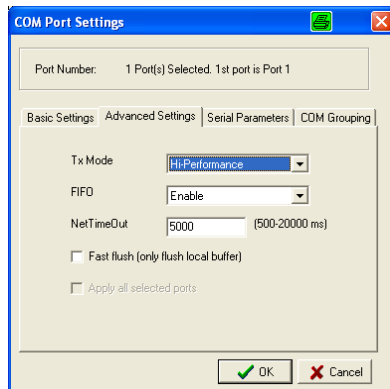 COM Port Settings
Port Number: 1 Port(s) Selected. 1st port is Port 1
Basic Settings Advanced Settings Serial Parameters COM Grouping
Tx Mode Hi-Performance
FIFO Enable
NetTimeOut 5000 (500-20000 ms)
Fast flush (only flush local buffer)
Apply all selected ports
OK Cancel